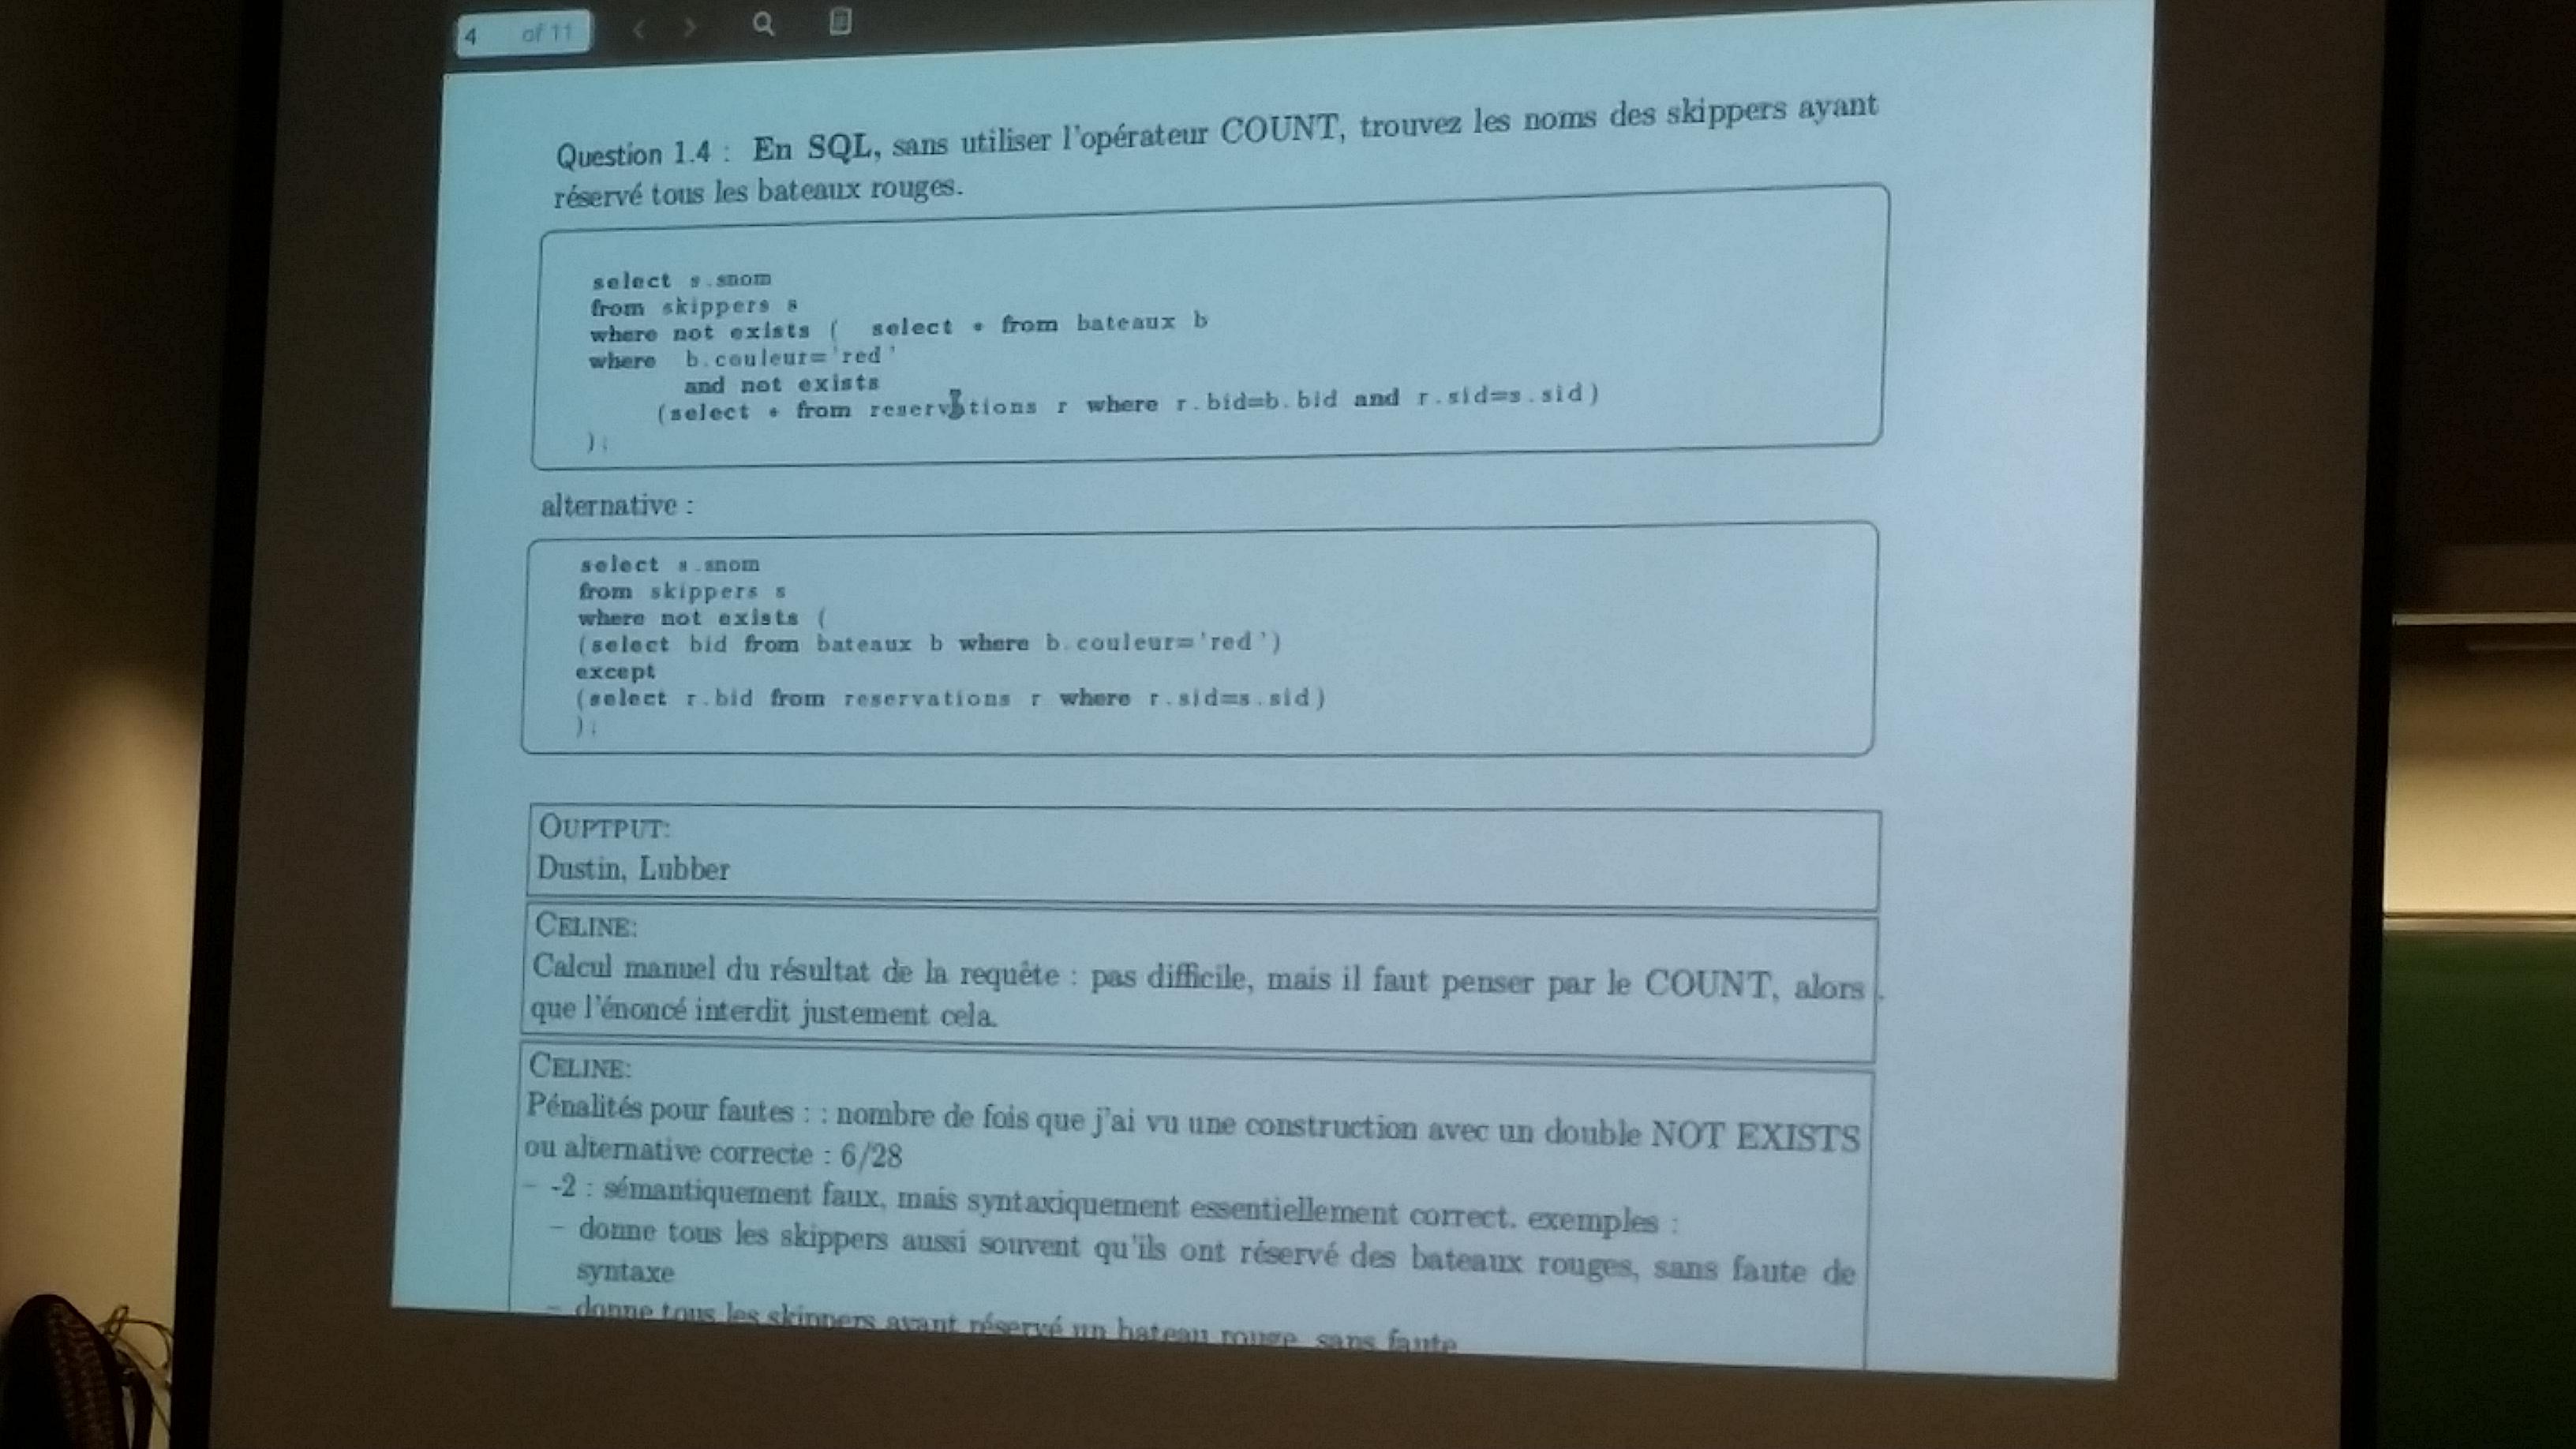 4 of 11
Question 1.4 : En SQL, sans utiliser l'opérateur COUNT, trouvez les noms des skippers ayant
réservé tous les bateaux rouges.
select s.snom
from skippers s
where not exists ( select * from bateaux b
where b.couleur='red'
and not exists
(select * from reservations r where r.bid=b.bid and r.sid=s.sid)
);
alternative :
select s.snom
from skippers s
where not exists (
(select bid from bateaux b where b.couleur='red')
except
(select r.bid from reservations r where r.sid=s.sid)
);
OUPTPUT:
Dustin, Lubber
CELINE:
Calcul manuel du résultat de la requête : pas difficile, mais il faut penser par le COUNT, alors
que l'énoncé interdit justement cela.
CELINE:
Pénalités pour fautes : : nombre de fois que j'ai vu une construction avec un double NOT EXISTS
ou alternative correcte : 6/28
– -2 : sémantiquement faux, mais syntaxiquement essentiellement correct. exemples :
– donne tous les skippers aussi souvent qu'ils ont réservé des bateaux rouges, sans faute de
syntaxe
– donne tous les skippers ayant réservé un bateau rouge, sans faute